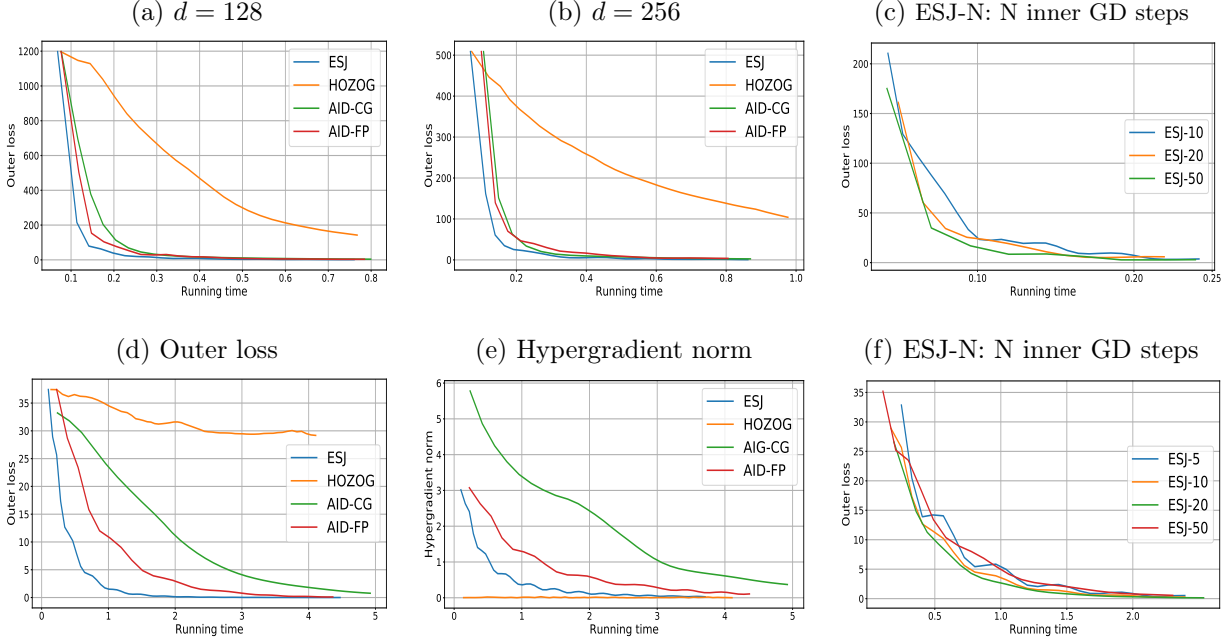 (a) d = 128
1200
1000
800
600
400
200
0
Outer loss
0.1 0.2 0.3 0.4 0.5 0.6 0.7 0.8
Running time
ESJ
HOZOG
AID-CG
AID-FP
(b) d = 256
500
400
300
200
100
0
Outer loss
0.2 0.4 0.6 0.8 1.0
Running time
ESJ
HOZOG
AID-CG
AID-FP
(c) ESJ-N: N inner GD steps
200
150
100
50
0
Outer loss
0.10 0.20 0.25
Running time
ESJ-10
ESJ-20
ESJ-50
(d) Outer loss
35
30
25
20
15
10
5
0
Outer loss
0 1 2 3 4 5
Running time
ESJ
HOZOG
AID-CG
AID-FP
(e) Hypergradient norm
6
5
4
3
2
1
0
Hypergradient norm
0 1 2 3 4 5
Running time
ESJ
HOZOG
AIG-CG
AID-FP
(f) ESJ-N: N inner GD steps
35
30
25
20
15
10
5
0
Outer loss
0.5 1.0 1.5 2.0
Running time
ESJ-5
ESJ-10
ESJ-20
ESJ-50